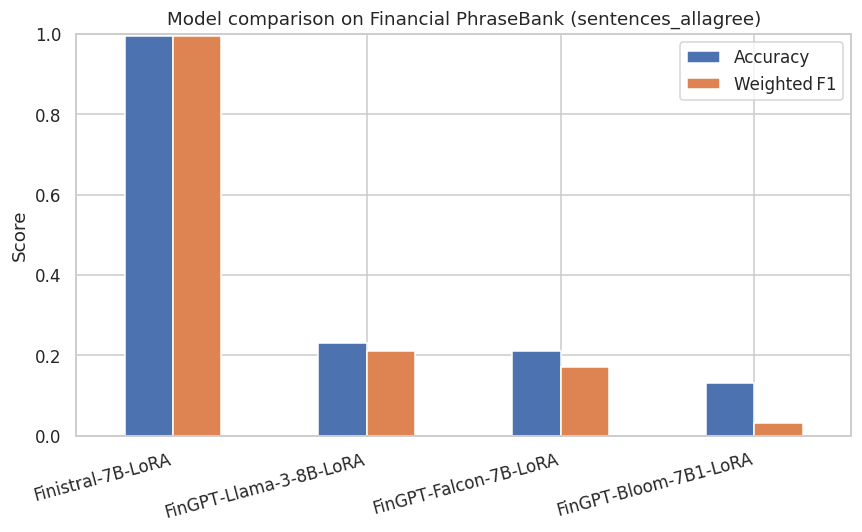 Model comparison on Financial PhraseBank (sentences_allagree)
Accuracy
Weighted F1
Score
1.0
0.8
0.6
0.4
0.2
0.0
Finistral-7B-LoRA
FinGPT-Llama-3-8B-LoRA
FinGPT-Falcon-7B-LoRA
FinGPT-Bloom-7B1-LoRA